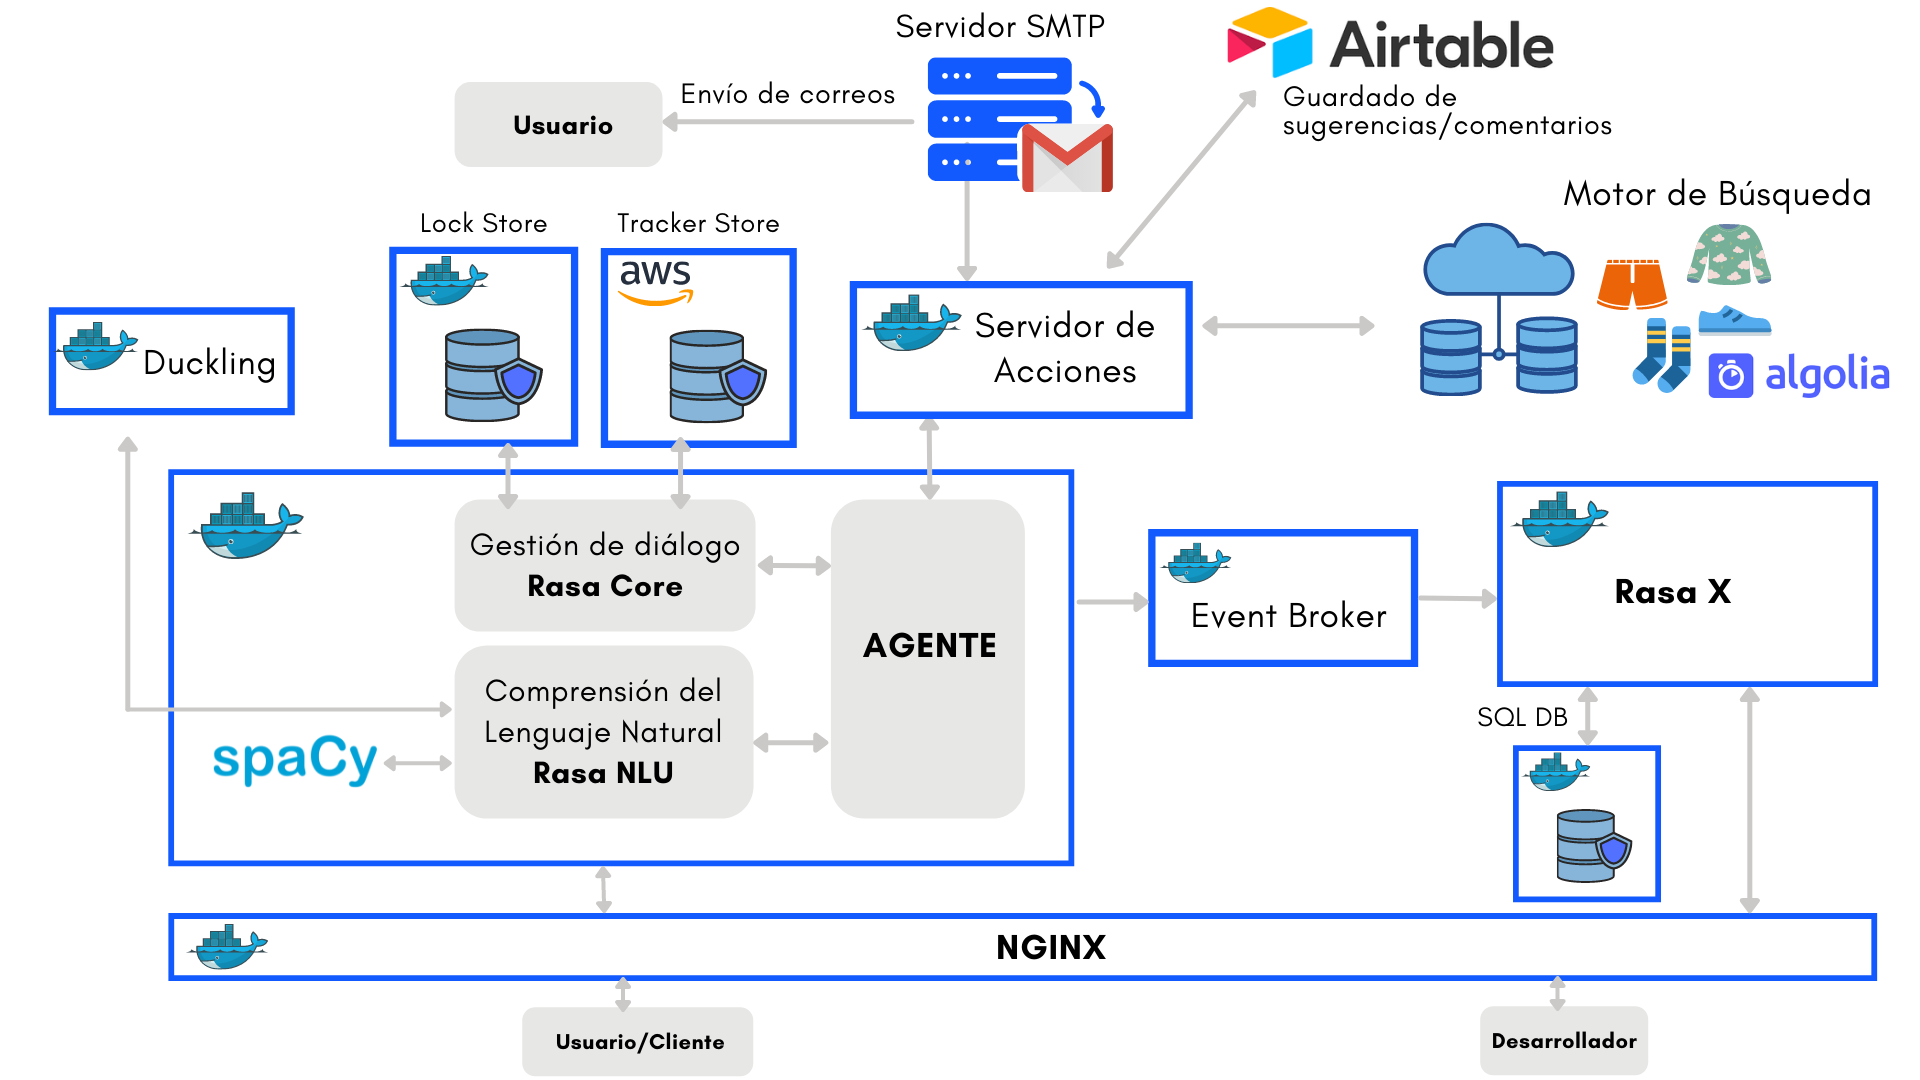 Servidor SMTP
Airtable
Guardado de
sugerencias/comentarios
Envío de correos
Usuario
Motor de Búsqueda
Lock Store
Tracker Store
aws
Duckling
Servidor de
Acciones
algolia
Gestión de diálogo
Rasa Core
AGENTE
Comprensión del
Lenguaje Natural
Rasa NLU
spaCy
Event Broker
Rasa X
SQL DB
NGINX
Usuario/Cliente
Desarrollador